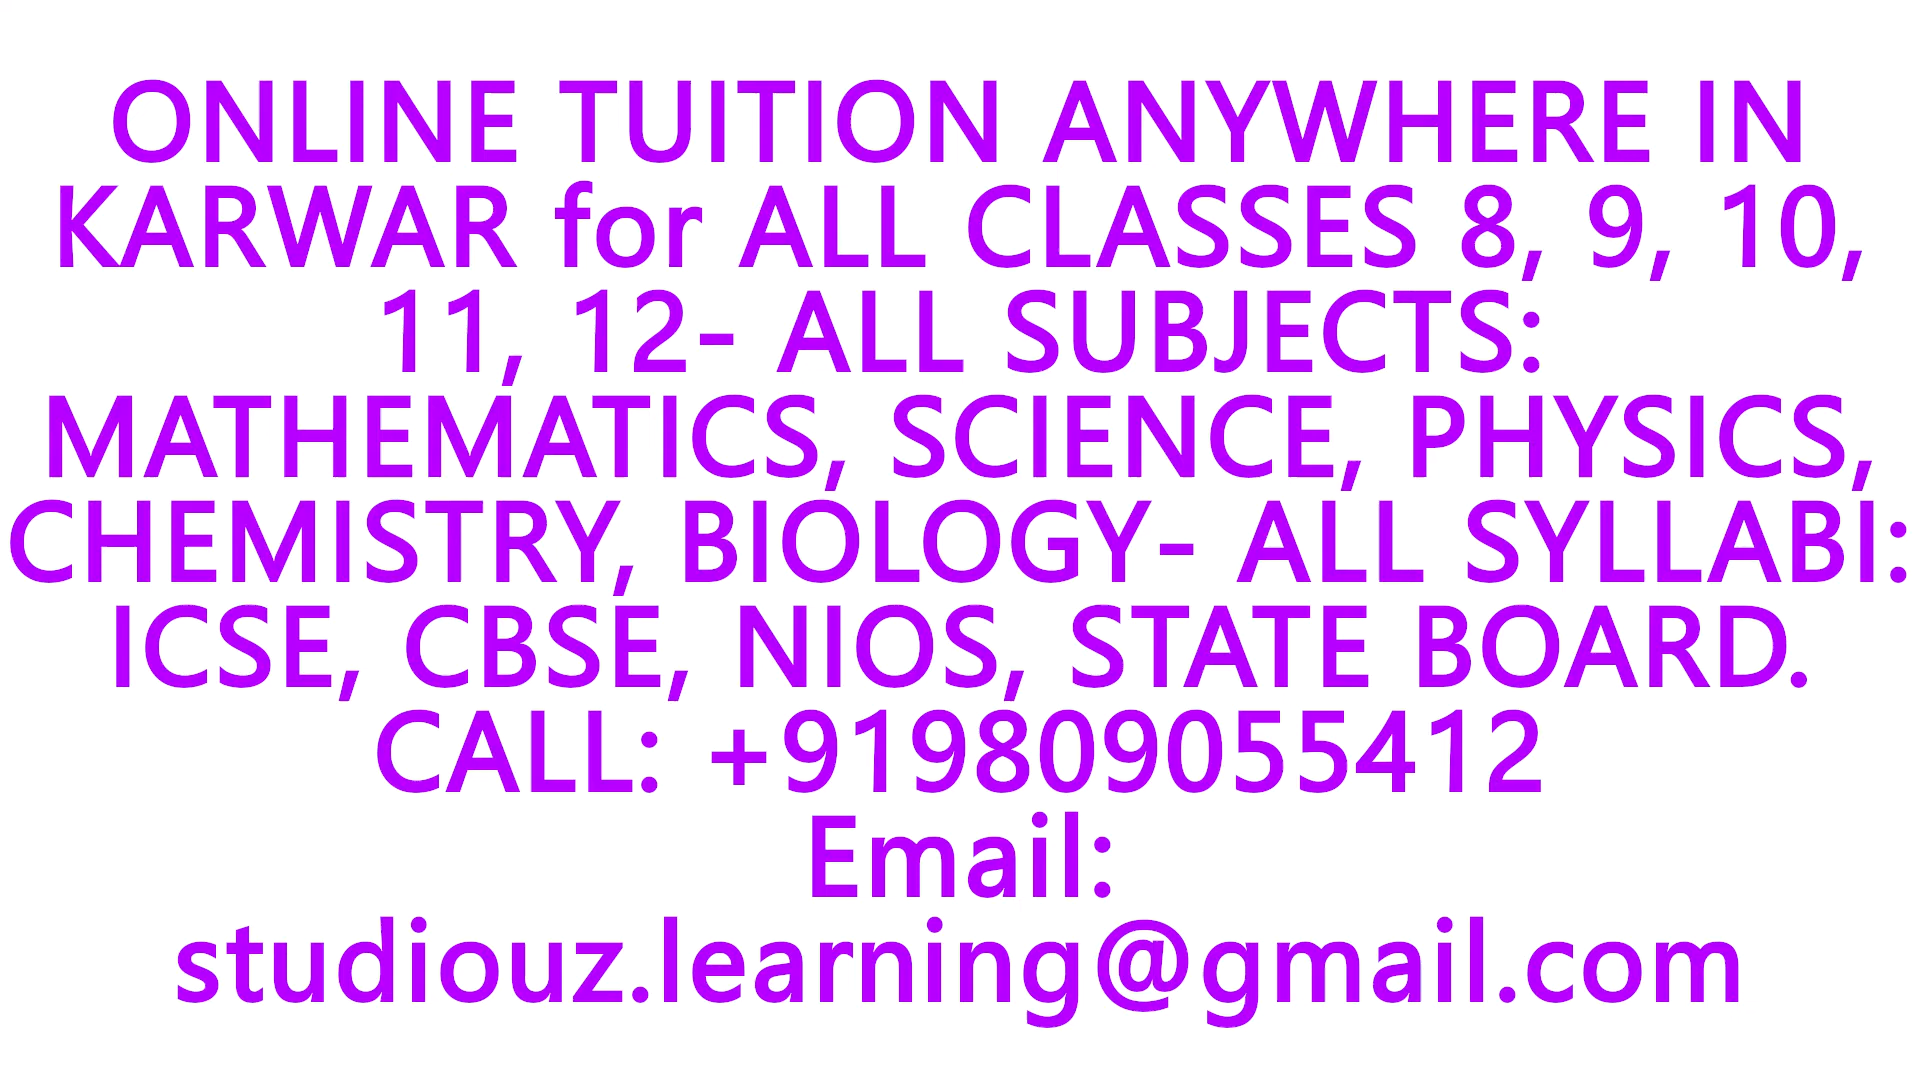 ONLINE TUITION ANYWHERE IN
KARWAR for ALL CLASSES 8, 9, 10,
11, 12- ALL SUBJECTS:
MATHEMATICS, SCIENCE, PHYSICS,
CHEMISTRY, BIOLOGY- ALL SYLLABI:
ICSE, CBSE, NIOS, STATE BOARD.
CALL: +919809055412
Email:
studiouz.learning@gmail.com